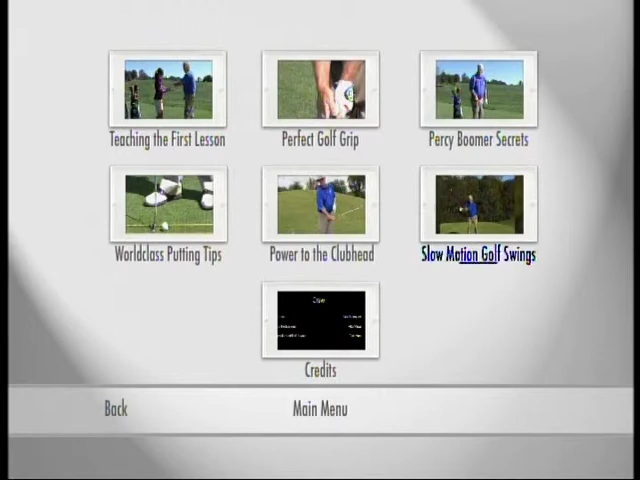 Teaching the First Lesson
Perfect Golf Grip
Percy Boomer Secrets
Worldclass Putting Tips
Power to the Clubhead
Slow Motion Golf Swings
Credits
Back
Main Menu